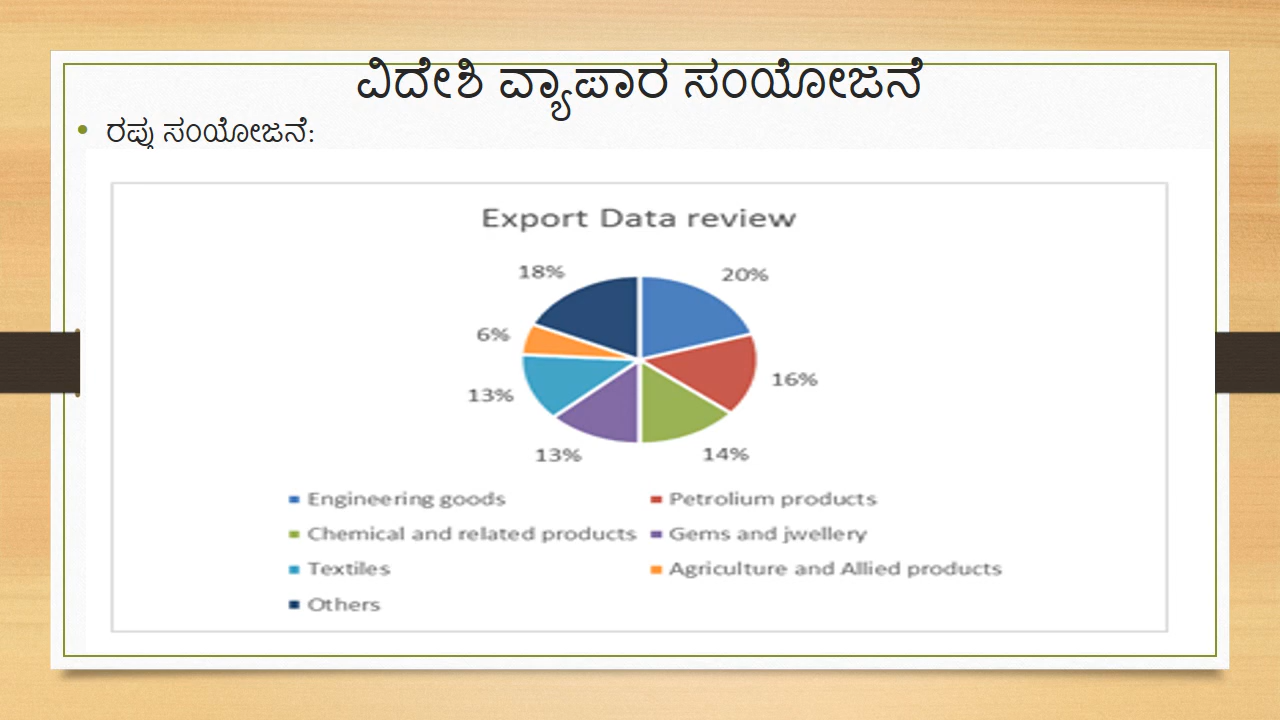 ವಿದೇಶಿ ವ್ಯಾಪಾರ ಸಂಯೋಜನೆ
• ರಪ್ತು ಸಂಯೋಜನೆ:
Export Data review
18% 20%
6%
16%
13%
13% 14%
Engineering goods Petrolium products
Chemical and related products Gems and jwellery
Textiles Agriculture and Allied products
Others